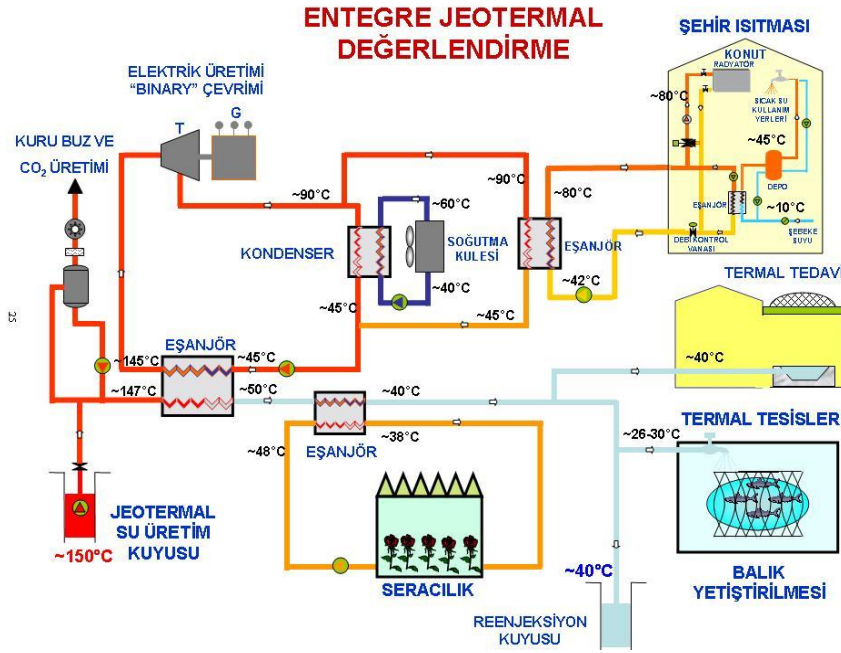 ENTEGRE JEOTERMAL
DEĞERLENDİRME
ŞEHİR ISITMASI
KONUT
RADYATÖR
ELEKTRİK ÜRETİMİ
“BINARY” ÇEVRİMİ
T
G
KURU BUZ VE
CO₂ ÜRETİMİ
~80°C
SICAK SU
KULLANIM
YERLERİ
~45°C
DEPO
EŞANJÖR
~10°C
ŞEBEKE
SUYU
DEBİ KONTROL
VANASI
~90°C
~90°C
~80°C
~60°C
KONDENSER
SOĞUTMA
KULESİ
EŞANJÖR
~40°C
~42°C
~45°C
~45°C
25
TERMAL TEDAVİ
~40°C
EŞANJÖR
~145°C
~45°C
~147°C
~50°C
~40°C
TERMAL TESİSLER
~26-30°C
~48°C
~38°C
EŞANJÖR
JEOTERMAL
SU ÜRETİM
KUYUSU
~150°C
SERACILIK
~40°C
REENJEKSİYON
KUYUSU
BALIK
YETİŞTİRİLMESİ